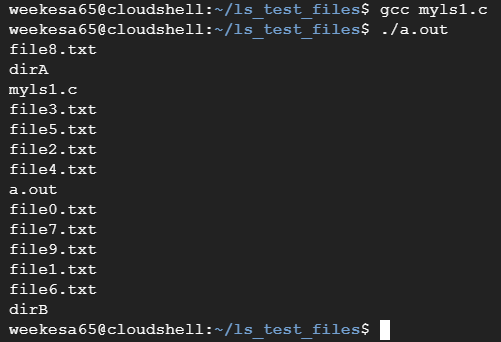 weekesa65@cloudshell:~/ls_test_files$ gcc myls1.c
weekesa65@cloudshell:~/ls_test_files$ ./a.out
file8.txt
dirA
myls1.c
file3.txt
file5.txt
file2.txt
file4.txt
a.out
file0.txt
file7.txt
file9.txt
file1.txt
file6.txt
dirB
weekesa65@cloudshell:~/ls_test_files$